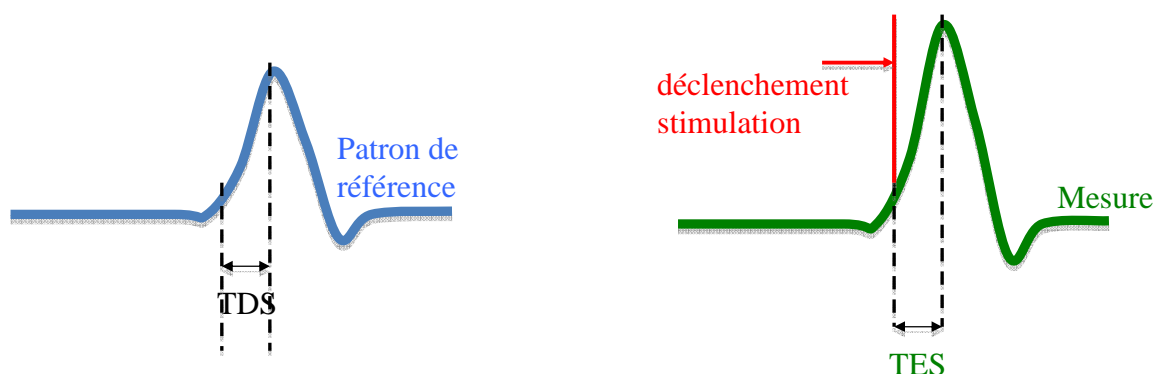 Patron de
référence
TDS
déclenchement
stimulation
Mesure
TES